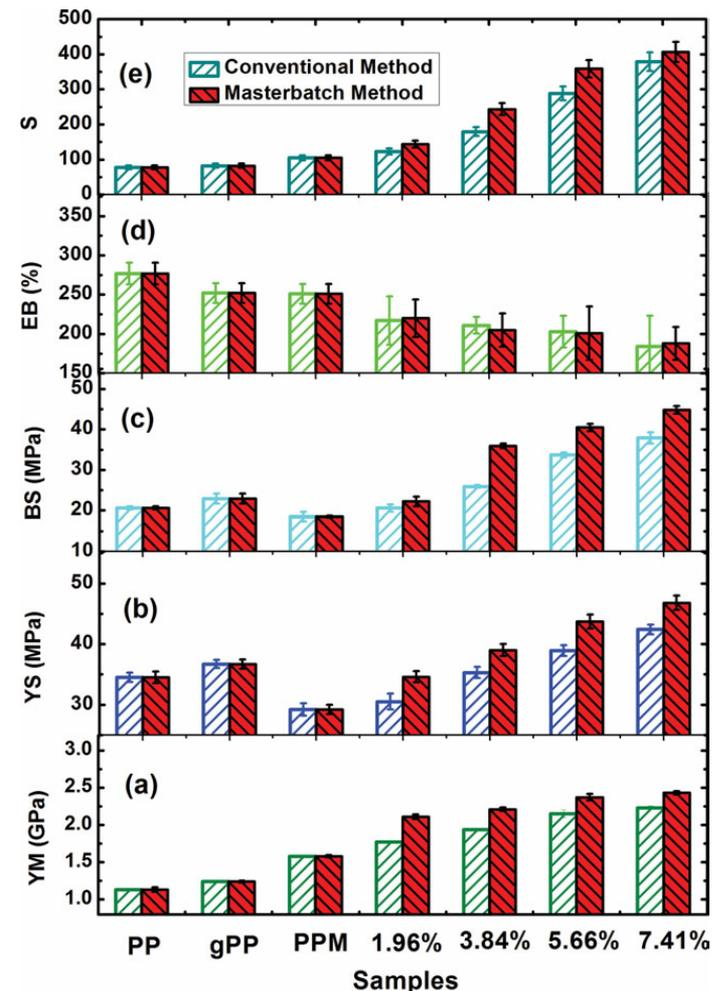 500
400
300
200
100
0
S
(e)
Conventional Method
Masterbatch Method
350
300
250
200
150
EB (%)
(d)
50
40
30
20
10
BS (MPa)
(c)
50
40
30
YS (MPa)
(b)
3.0
2.5
2.0
1.5
1.0
YM (GPa)
(a)
PP gPP PPM 1.96% 3.84% 5.66% 7.41%
Samples